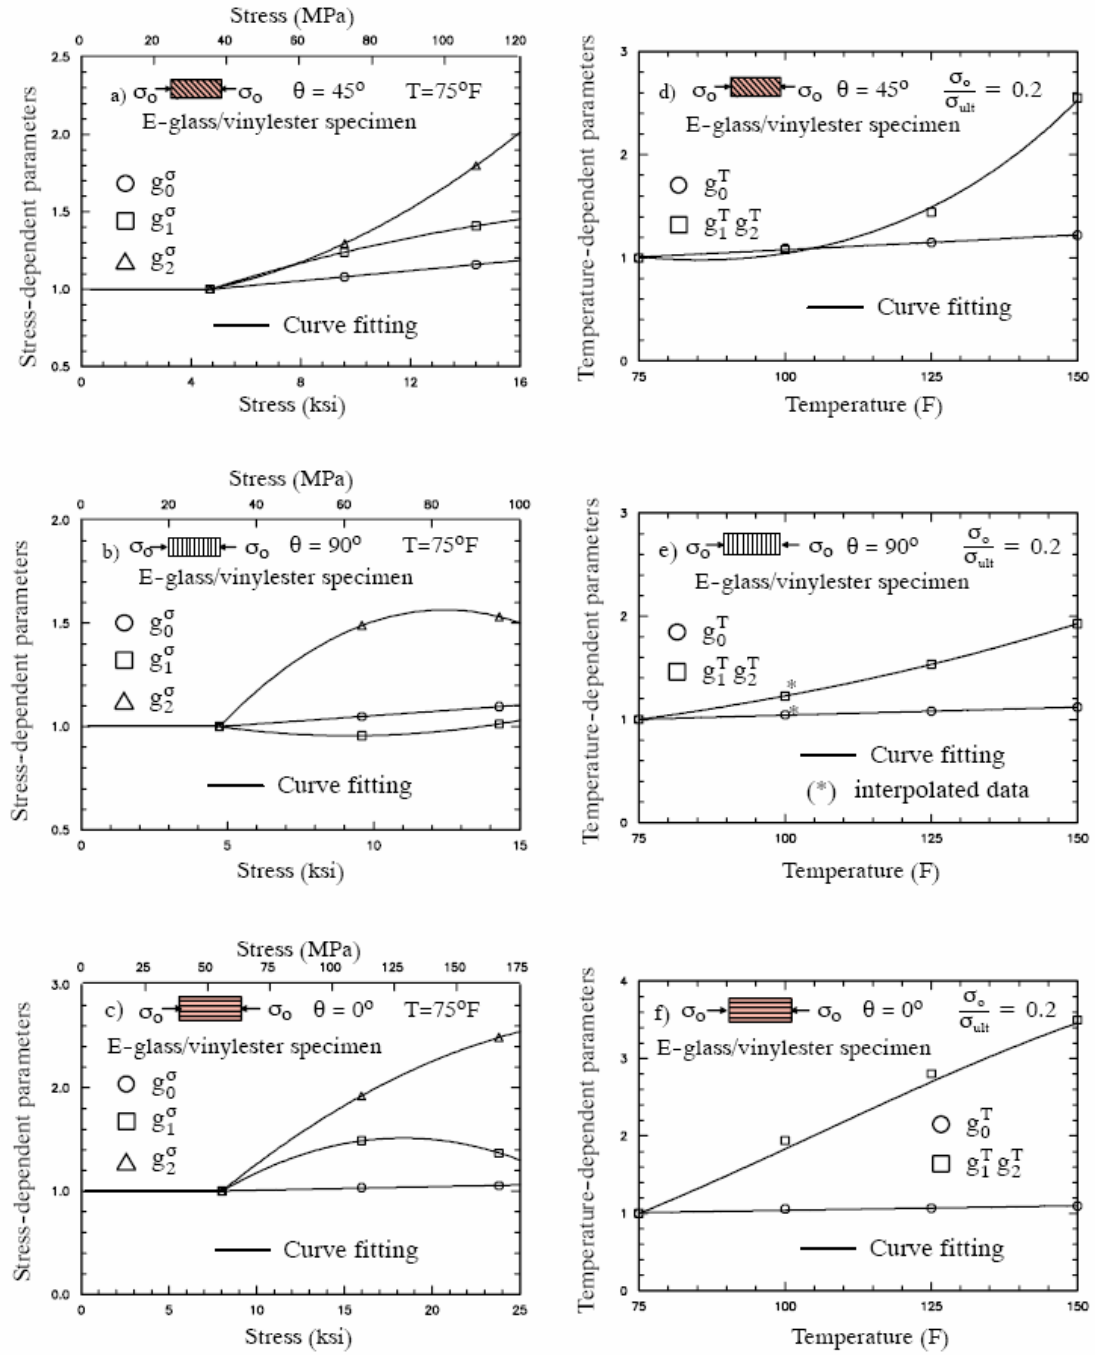 Stress (MPa)
0 20 40 60 80 100 120
2.5
2.0
1.5
1.0
0.5
Stress-dependent parameters
a) σo σo θ = 45o T=75oF
E-glass/vinylester specimen
g0σ
g1σ
g2σ
Curve fitting
0 4 8 12 16
Stress (ksi)
3
2
1
0
Temperature-dependent parameters
d) σo σo θ = 45o σo/σult = 0.2
E-glass/vinylester specimen
g0T
g1T g2T
Curve fitting
75 100 125 150
Temperature (F)
Stress (MPa)
0 20 40 60 80 100
2.0
1.5
1.0
0.5
Stress-dependent parameters
b) σo σo θ = 90o T=75oF
E-glass/vinylester specimen
g0σ
g1σ
g2σ
Curve fitting
0 5 10 15
Stress (ksi)
3
2
1
0
Temperature-dependent parameters
e) σo σo θ = 90o σo/σult = 0.2
E-glass/vinylester specimen
g0T
g1T g2T
*
*
Curve fitting
(*) interpolated data
75 100 125 150
Temperature (F)
Stress (MPa)
0 25 50 75 100 125 150 175
3.0
2.0
1.0
0.0
Stress-dependent parameters
c) σo σo θ = 0o T=75oF
E-glass/vinylester specimen
g0σ
g1σ
g2σ
Curve fitting
0 5 10 15 20 25
Stress (ksi)
4
3
2
1
0
Temperature-dependent parameters
f) σo σo θ = 0o σo/σult = 0.2
E-glass/vinylester specimen
g0T
g1T g2T
Curve fitting
75 100 125 150
Temperature (F)